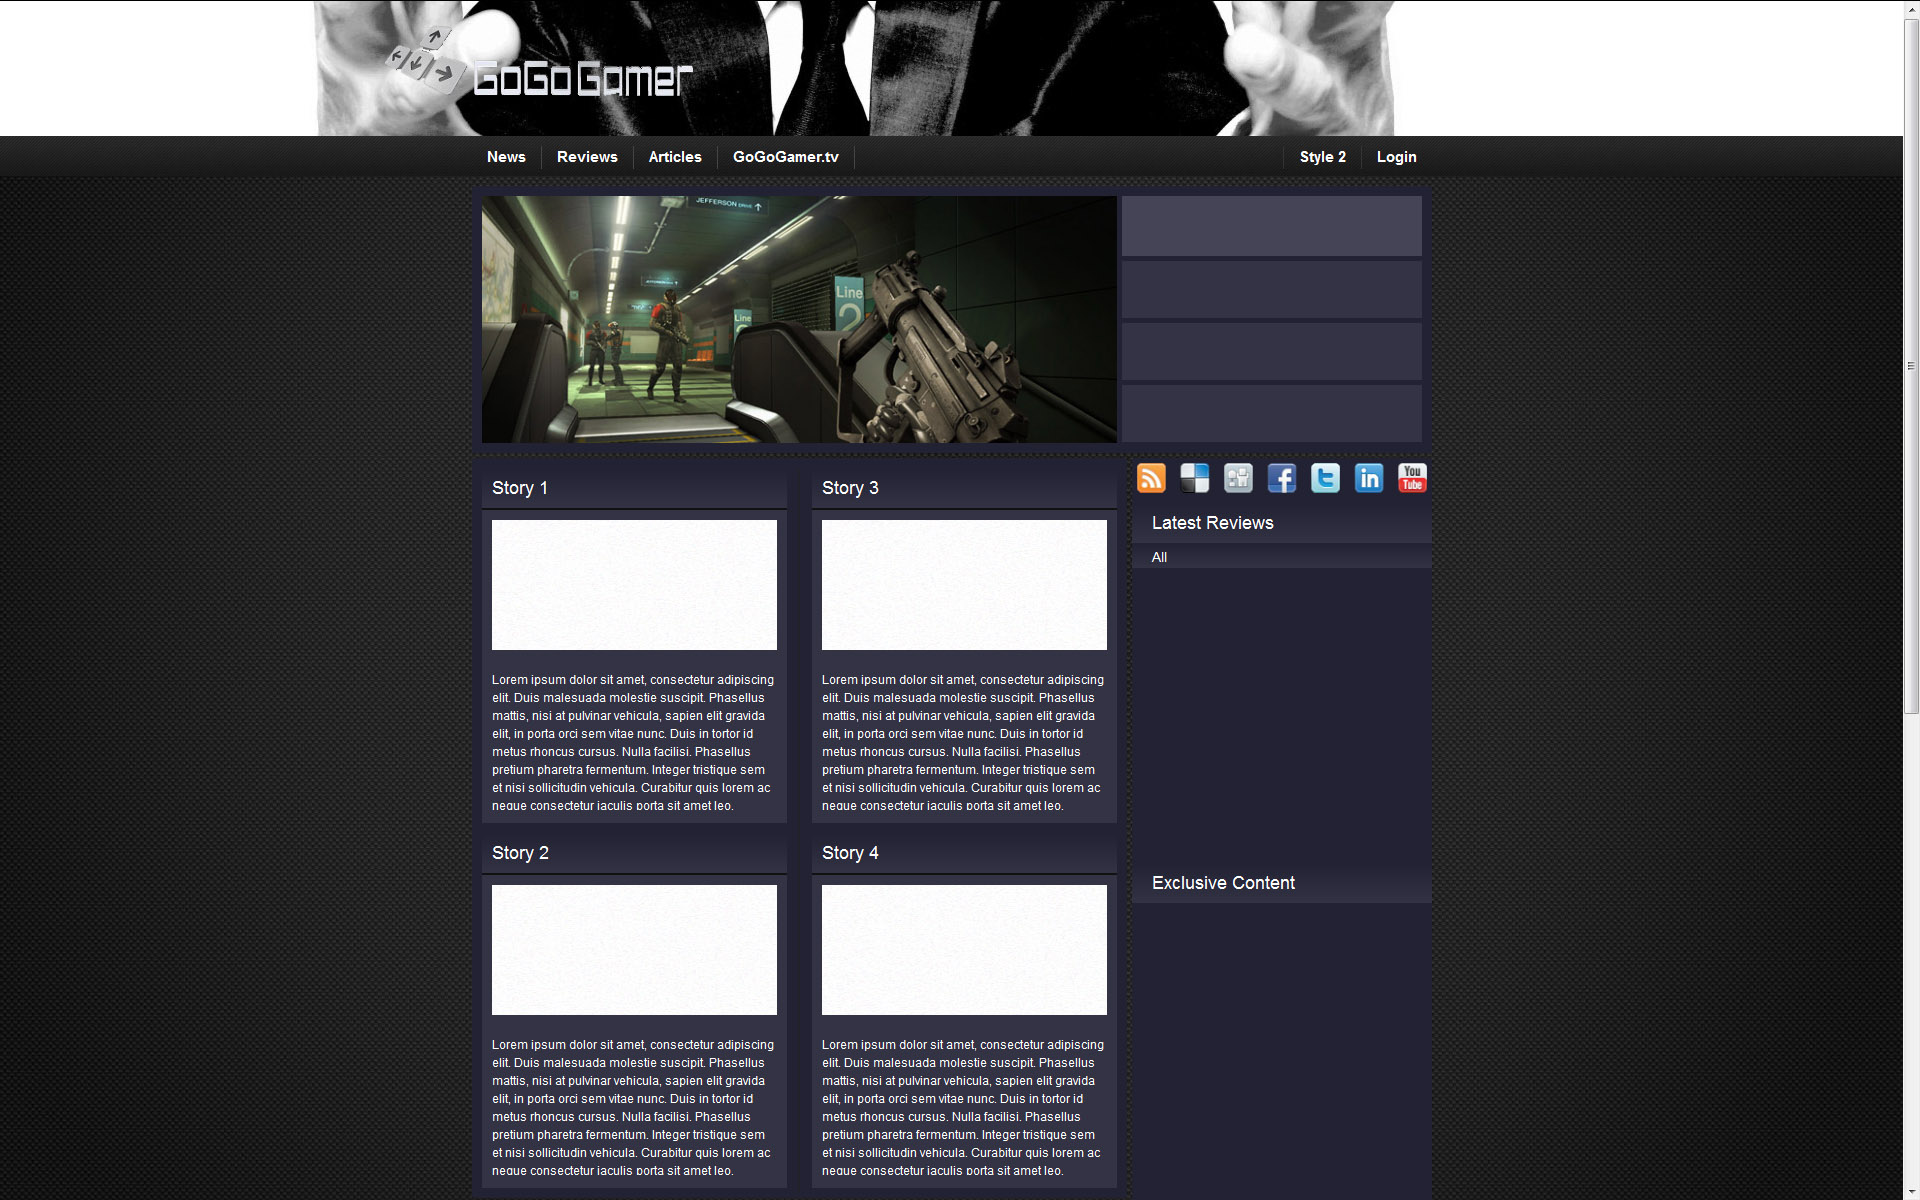 GoGoGamer
News Reviews Articles GoGoGamer.tv Style 2 Login
JEFFERSON DRIVE
Line
2
Line
Story 1
Lorem ipsum dolor sit amet, consectetur adipiscing
elit. Duis malesuada molestie suscipit. Phasellus
mattis, nisi at pulvinar vehicula, sapien elit gravida
elit, in porta orci sem vitae nunc. Duis in tortor id
metus rhoncus cursus. Nulla facilisi. Phasellus
pretium pharetra fermentum. Integer tristique sem
et nisi sollicitudin vehicula. Curabitur quis lorem ac
neque consectetur iaculis porta sit amet leo.
Story 3
Lorem ipsum dolor sit amet, consectetur adipiscing
elit. Duis malesuada molestie suscipit. Phasellus
mattis, nisi at pulvinar vehicula, sapien elit gravida
elit, in porta orci sem vitae nunc. Duis in tortor id
metus rhoncus cursus. Nulla facilisi. Phasellus
pretium pharetra fermentum. Integer tristique sem
et nisi sollicitudin vehicula. Curabitur quis lorem ac
neque consectetur iaculis porta sit amet leo.
Story 2
Lorem ipsum dolor sit amet, consectetur adipiscing
elit. Duis malesuada molestie suscipit. Phasellus
mattis, nisi at pulvinar vehicula, sapien elit gravida
elit, in porta orci sem vitae nunc. Duis in tortor id
metus rhoncus cursus. Nulla facilisi. Phasellus
pretium pharetra fermentum. Integer tristique sem
et nisi sollicitudin vehicula. Curabitur quis lorem ac
neque consectetur iaculis porta sit amet leo.
Story 4
Lorem ipsum dolor sit amet, consectetur adipiscing
elit. Duis malesuada molestie suscipit. Phasellus
mattis, nisi at pulvinar vehicula, sapien elit gravida
elit, in porta orci sem vitae nunc. Duis in tortor id
metus rhoncus cursus. Nulla facilisi. Phasellus
pretium pharetra fermentum. Integer tristique sem
et nisi sollicitudin vehicula. Curabitur quis lorem ac
neque consectetur iaculis porta sit amet leo.
f t in You
Tube
Latest Reviews
All
Exclusive Content